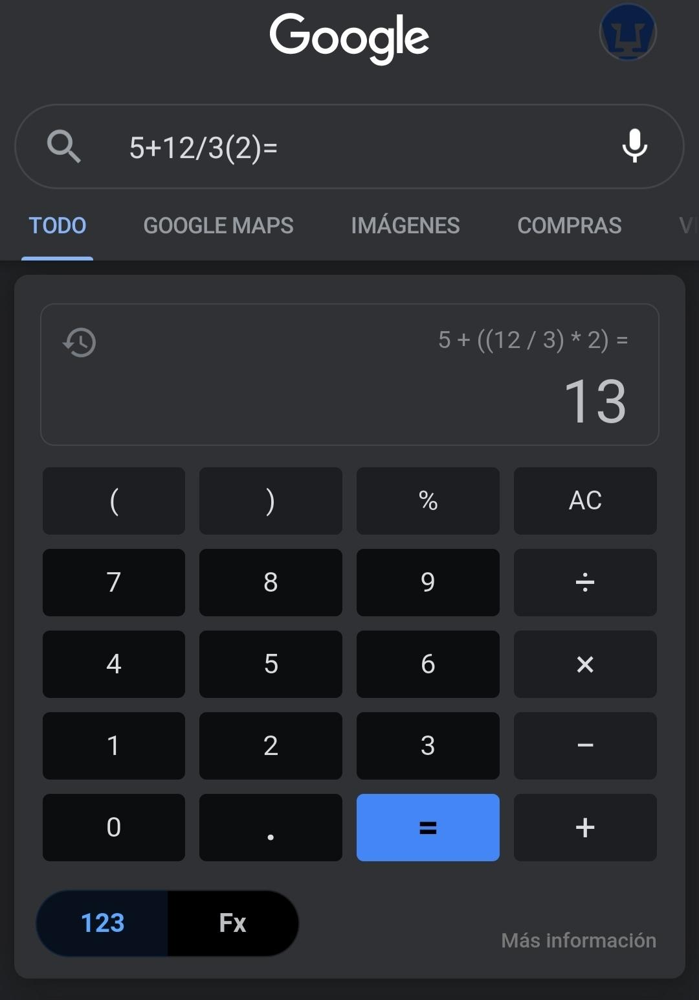 Google
5+12/3(2)=
TODO GOOGLE MAPS IMÁGENES COMPRAS
5 + ((12 / 3) * 2) =
13
( ) % AC
7 8 9 ÷
4 5 6 ×
1 2 3 −
0 . = +
123 Fx
Más información